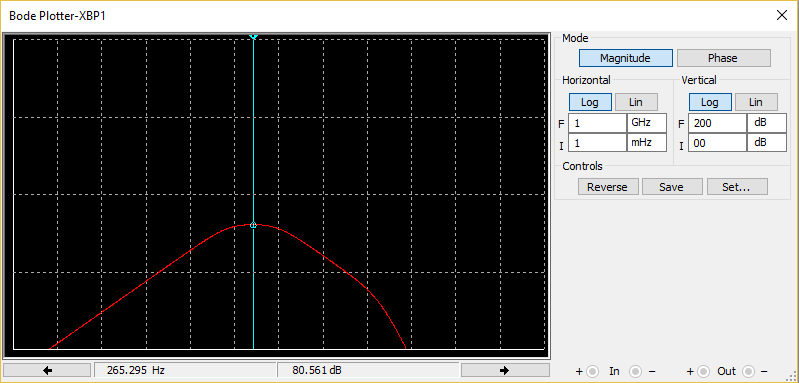 Bode Plotter-XBP1
Mode
Magnitude Phase
Horizontal Vertical
Log Lin Log Lin
F 1 GHz F 200 dB
I 1 mHz I 00 dB
Controls
Reverse Save Set...
265.295 Hz 80.561 dB + In − + Out −